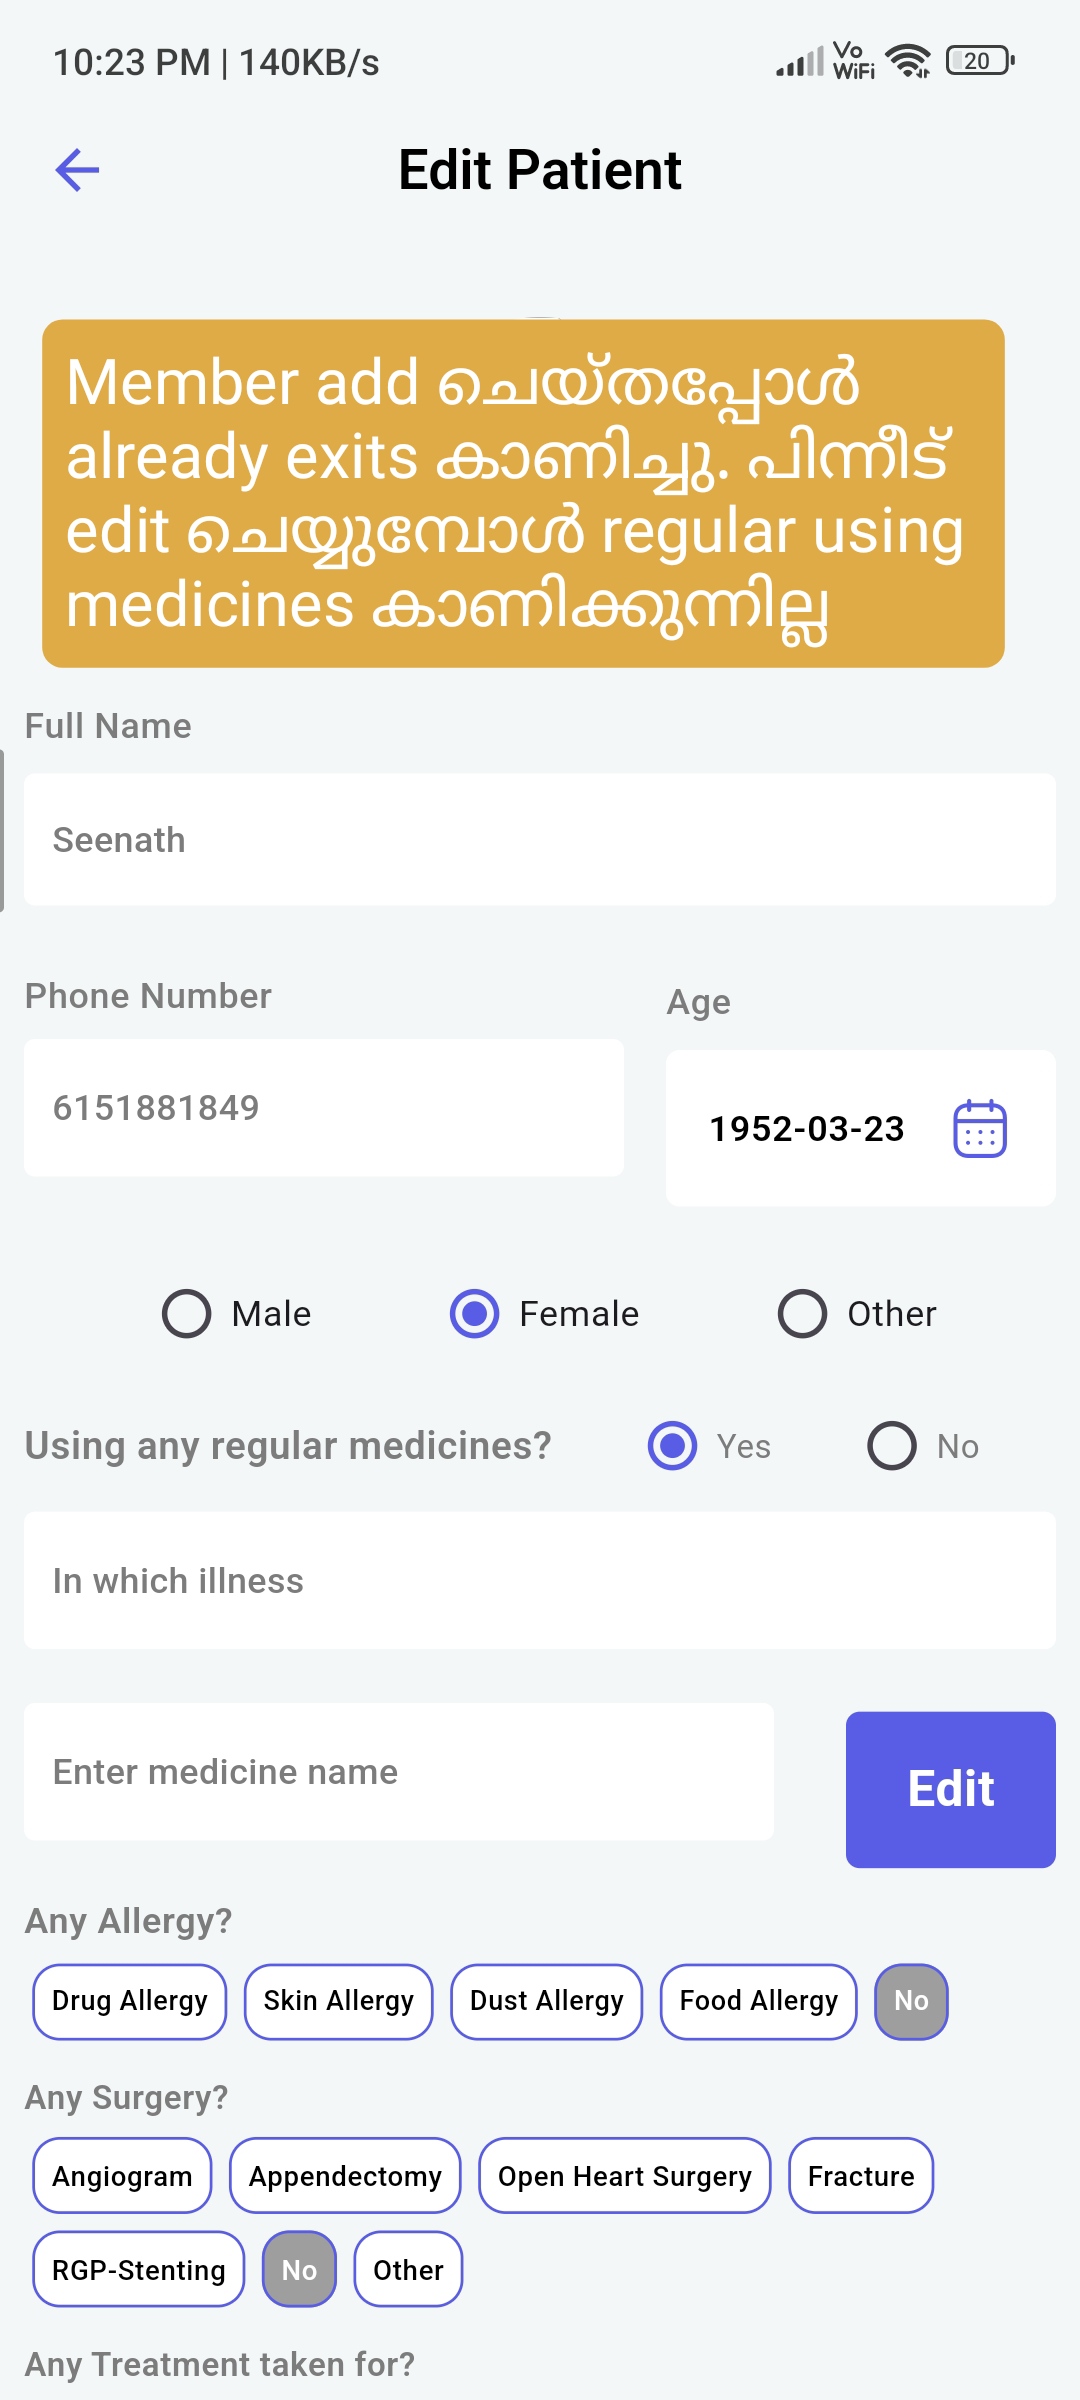 10:23 PM | 140KB/s
Vo
WiFi
20
Edit Patient
Member add ചെയ്തപ്പോൾ
already exits കാണിച്ചു. പിന്നീട്
edit ചെയ്യുമ്പോൾ regular using
medicines കാണിക്കുന്നില്ല
Full Name
Seenath
Phone Number
Age
6151881849
1952-03-23
Male Female Other
Using any regular medicines? Yes No
In which illness
Enter medicine name
Edit
Any Allergy?
Drug Allergy Skin Allergy Dust Allergy Food Allergy No
Any Surgery?
Angiogram Appendectomy Open Heart Surgery Fracture
RGP-Stenting No Other
Any Treatment taken for?